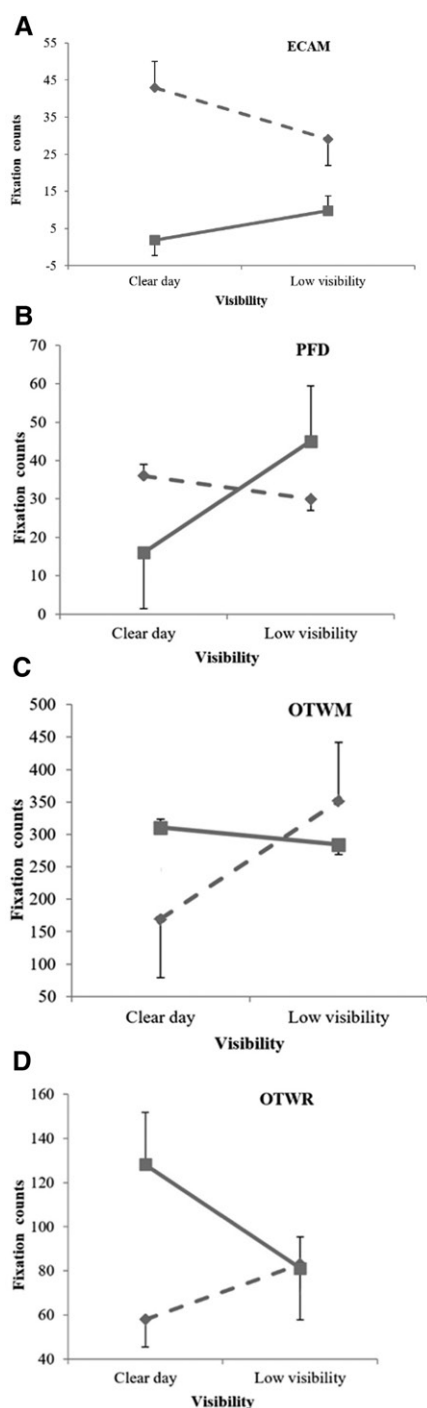 A
ECAM
55
45
35
25
15
5
-5
Fixation counts
Clear day Low visibility
Visibility
B
PFD
70
60
50
40
30
20
10
0
Fixation counts
Clear day Low visibility
Visibility
C
OTWM
500
450
400
350
300
250
200
150
100
50
Fixation counts
Clear day Low visibility
Visibility
D
OTWR
160
140
120
100
80
60
40
Fixation counts
Clear day Low visibility
Visibility